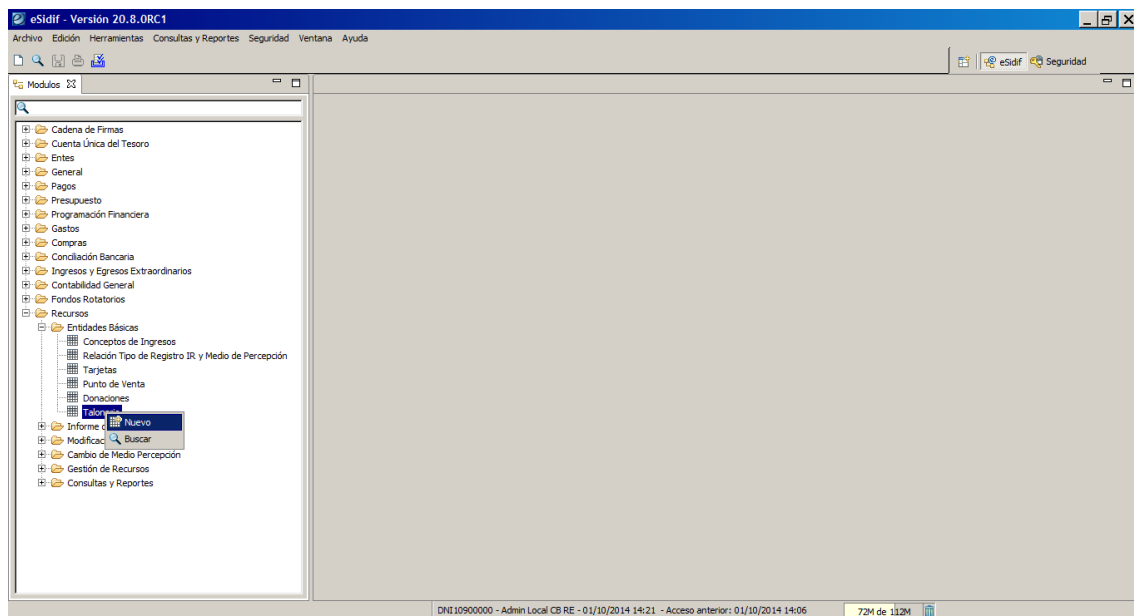 eSidif - Versión 20.8.0RC1
Archivo Edición Herramientas Consultas y Reportes Seguridad Ventana Ayuda
eSidif Seguridad
Modulos
Cadena de Firmas
Cuenta Única del Tesoro
Entes
General
Pagos
Presupuesto
Programación Financiera
Gastos
Compras
Conciliación Bancaria
Ingresos y Egresos Extraordinarios
Contabilidad General
Fondos Rotatorios
Recursos
Entidades Básicas
Conceptos de Ingresos
Relación Tipo de Registro IR y Medio de Percepción
Tarjetas
Punto de Venta
Donaciones
Nuevo
Informe
Buscar
Cambio de Medio Percepción
Gestión de Recursos
Consultas y Reportes
DNI10900000 - Admin Local CB RE - 01/10/2014 14:21 - Acceso anterior: 01/10/2014 14:06
72M de 112M